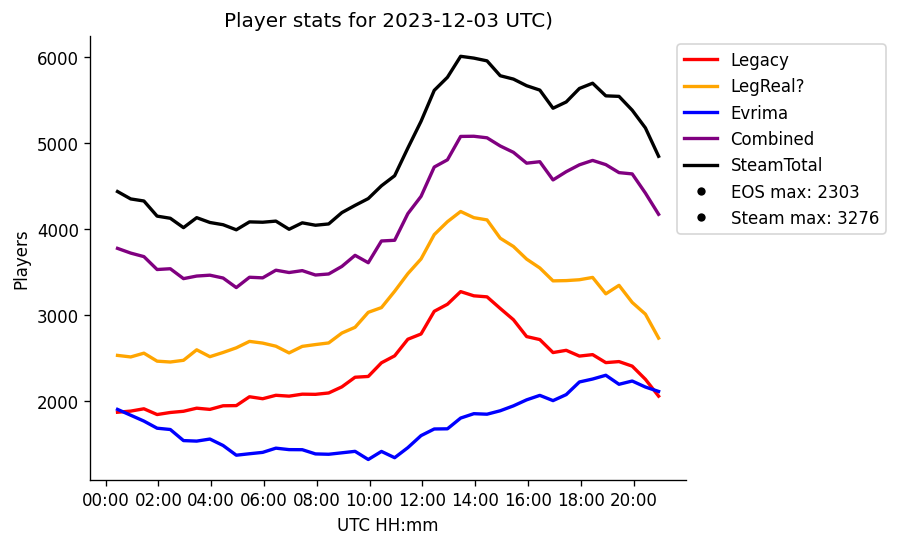 Player stats for 2023-12-03 UTC)
6000
5000
4000
3000
2000
Players
00:00 02:00 04:00 06:00 08:00 10:00 12:00 14:00 16:00 18:00 20:00
UTC HH:mm
Legacy
LegReal?
Evrima
Combined
SteamTotal
EOS max: 2303
Steam max: 3276